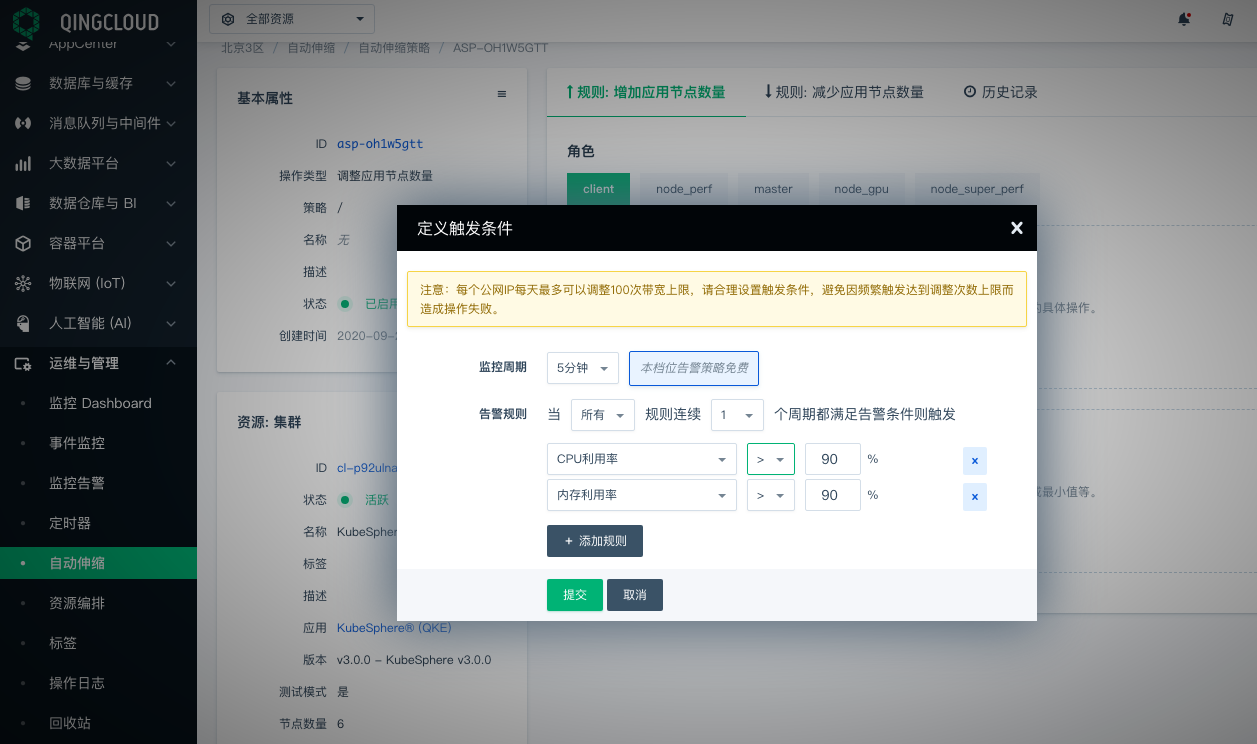 QINGCLOUD
全部资源
AppCenter
数据库与缓存
消息队列与中间件
大数据平台
数据仓库与 BI
容器平台
物联网 (IoT)
人工智能 (AI)
运维与管理
监控 Dashboard
事件监控
监控告警
定时器
自动伸缩
资源编排
标签
操作日志
回收站
北京3区 / 自动伸缩 / 自动伸缩策略 / ASP-OH1W5GTT
基本属性
ID asp-oh1w5gtt
操作类型 调整应用节点数量
策略 /
名称 无
描述
状态 已启用
创建时间 2020-09-
资源: 集群
ID cl-p92ulna
状态 活跃
名称 KubeSpher
标签
描述
应用 KubeSphere® (QKE)
版本 v3.0.0 - KubeSphere v3.0.0
测试模式 是
节点数量 6
规则: 增加应用节点数量
规则: 减少应用节点数量
历史记录
角色
client node_perf master node_gpu node_super_perf
的具体操作。
或最小值等。
定义触发条件
×
注意：每个公网IP每天最多可以调整100次带宽上限，请合理设置触发条件，避免因频繁触发达到调整次数上限而
造成操作失败。
监控周期 5分钟 本档位告警策略免费
告警规则 当 所有 规则连续 1 个周期都满足告警条件则触发
CPU利用率 > 90 % ×
内存利用率 > 90 % ×
+ 添加规则
提交 取消